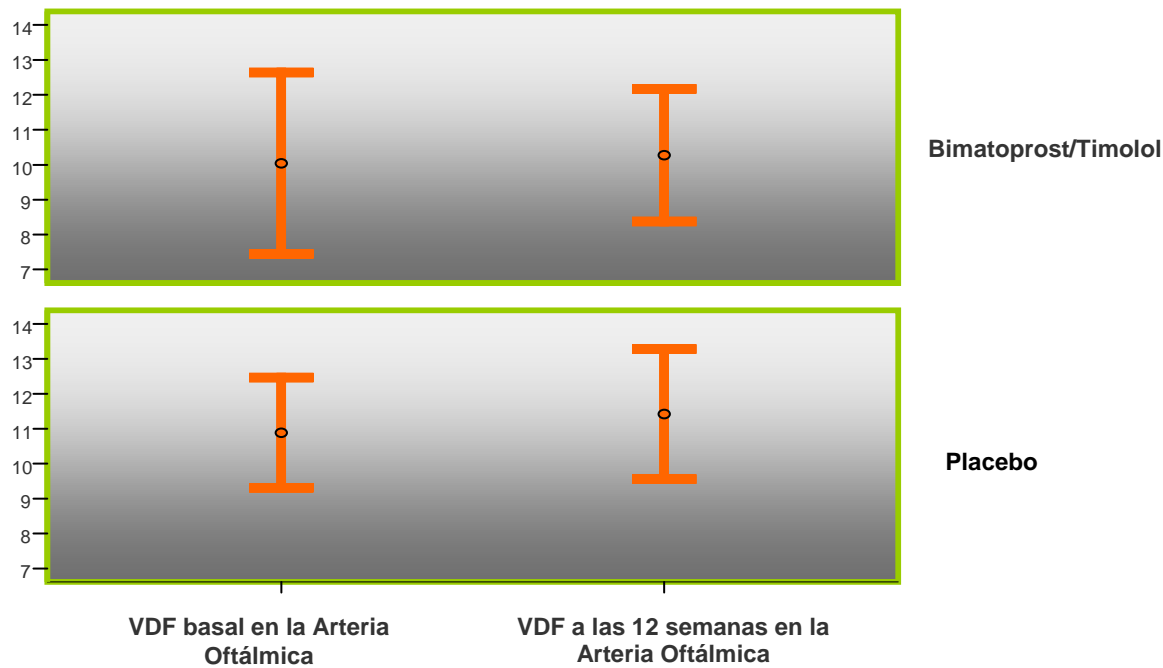 14
13
12
11
10
9
8
7
Bimatoprost/Timolol
14
13
12
11
10
9
8
7
Placebo
VDF basal en la Arteria
Oftálmica
VDF a las 12 semanas en la
Arteria Oftálmica